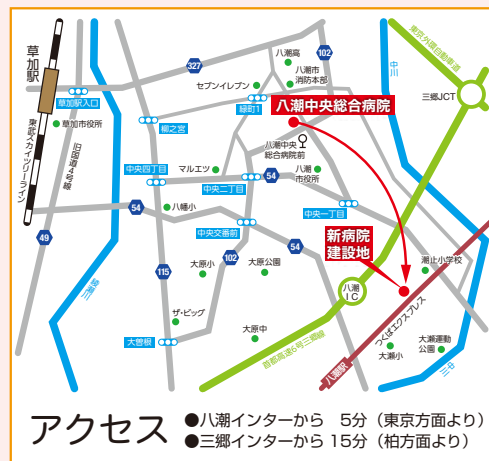 東京外環自動車道
中川
三郷JCT
八潮高
102
八潮市
消防本部
327
セブンイレブン
草加駅
草加駅入口
草加市役所
東武スカイツリーライン
旧国道4号線
緑町1
八潮中央総合病院
柳之宮
八潮中央
総合病院前
中央四丁目
マルエツ
中央二丁目
54
八潮
市役所
54
八幡小
中央一丁目
49
中央交番前
新病院
建設地
綾瀬川
115
102
54
大原小
大原公園
八潮
IC
潮止小学校
つくばエクスプレス
ザ・ビッグ
大原中
大曽根
首都高速6号三郷線
八潮駅
大瀬小
大瀬運動
公園
中川
アクセス
●八潮インターから 5分（東京方面より）
●三郷インターから 15分（柏方面より）